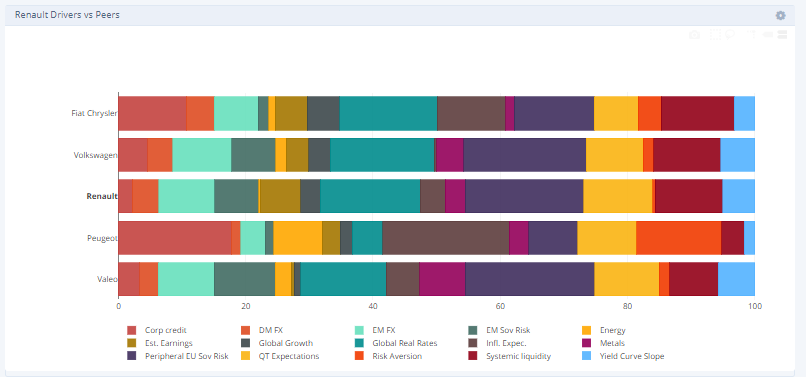 Renault Drivers vs Peers
Fiat Chrysler
Volkswagen
Renault
Peugeot
Valeo
0 20 40 60 80 100
Corp credit DM FX EM FX EM Sov Risk Energy
Est. Earnings Global Growth Global Real Rates Infl. Expec. Metals
Peripheral EU Sov Risk QT Expectations Risk Aversion Systemic liquidity Yield Curve Slope